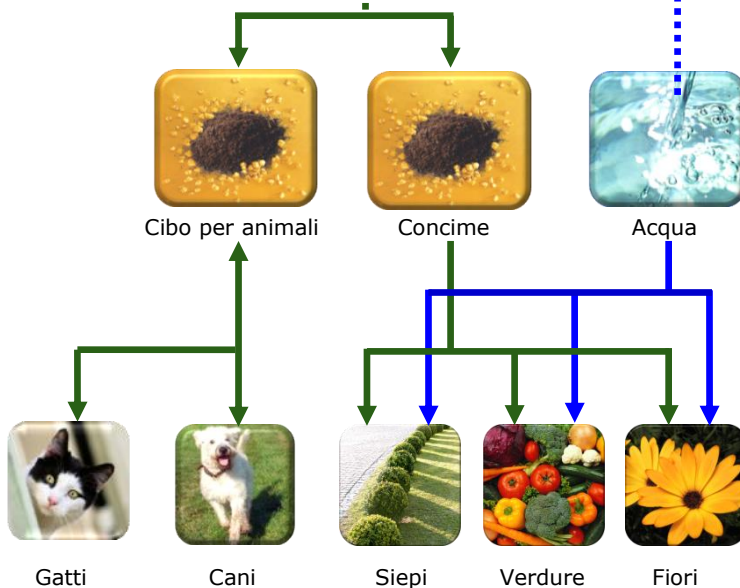 Cibo per animali
Concime
Acqua
Gatti
Cani
Siepi
Verdure
Fiori